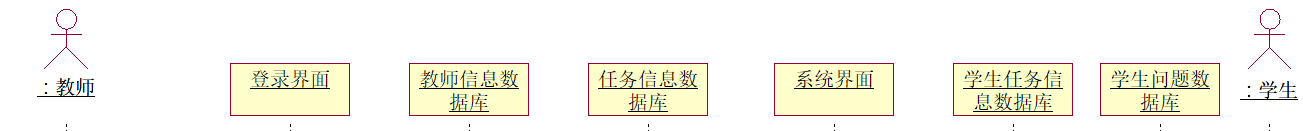 ：教师
登录界面
教师信息数
据库
任务信息数
据库
系统界面
学生任务信
息数据库
学生问题数
据库
：学生